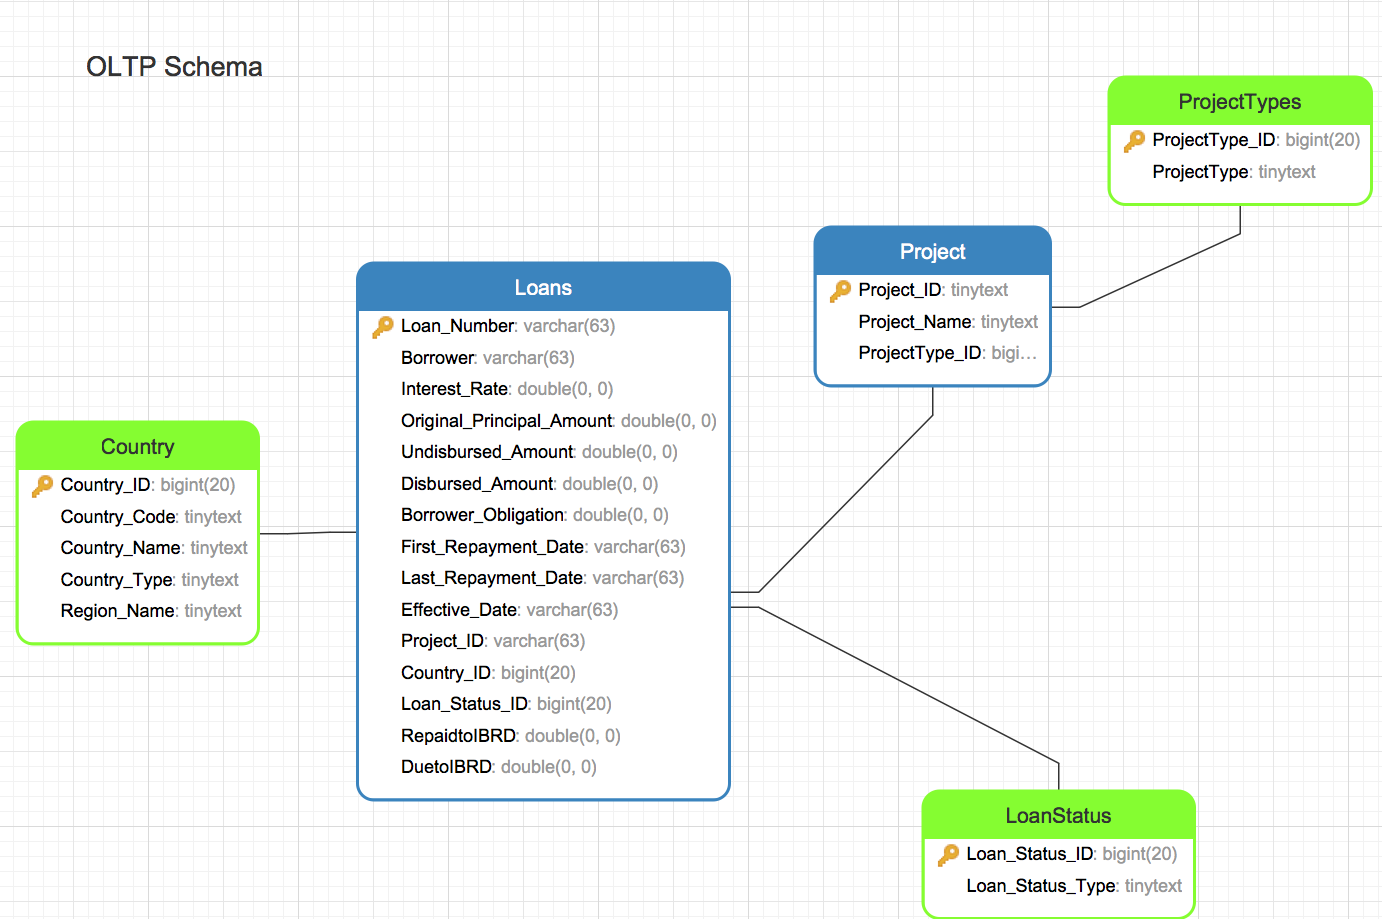 OLTP Schema
ProjectTypes
ProjectType_ID: bigint(20)
ProjectType: tinytext
Project
Project_ID: tinytext
Project_Name: tinytext
ProjectType_ID: bigi...
Loans
Loan_Number: varchar(63)
Borrower: varchar(63)
Interest_Rate: double(0, 0)
Original_Principal_Amount: double(0, 0)
Undisbursed_Amount: double(0, 0)
Disbursed_Amount: double(0, 0)
Borrower_Obligation: double(0, 0)
First_Repayment_Date: varchar(63)
Last_Repayment_Date: varchar(63)
Effective_Date: varchar(63)
Project_ID: varchar(63)
Country_ID: bigint(20)
Loan_Status_ID: bigint(20)
RepaidtoIBRD: double(0, 0)
DuetoIBRD: double(0, 0)
Country
Country_ID: bigint(20)
Country_Code: tinytext
Country_Name: tinytext
Country_Type: tinytext
Region_Name: tinytext
LoanStatus
Loan_Status_ID: bigint(20)
Loan_Status_Type: tinytext